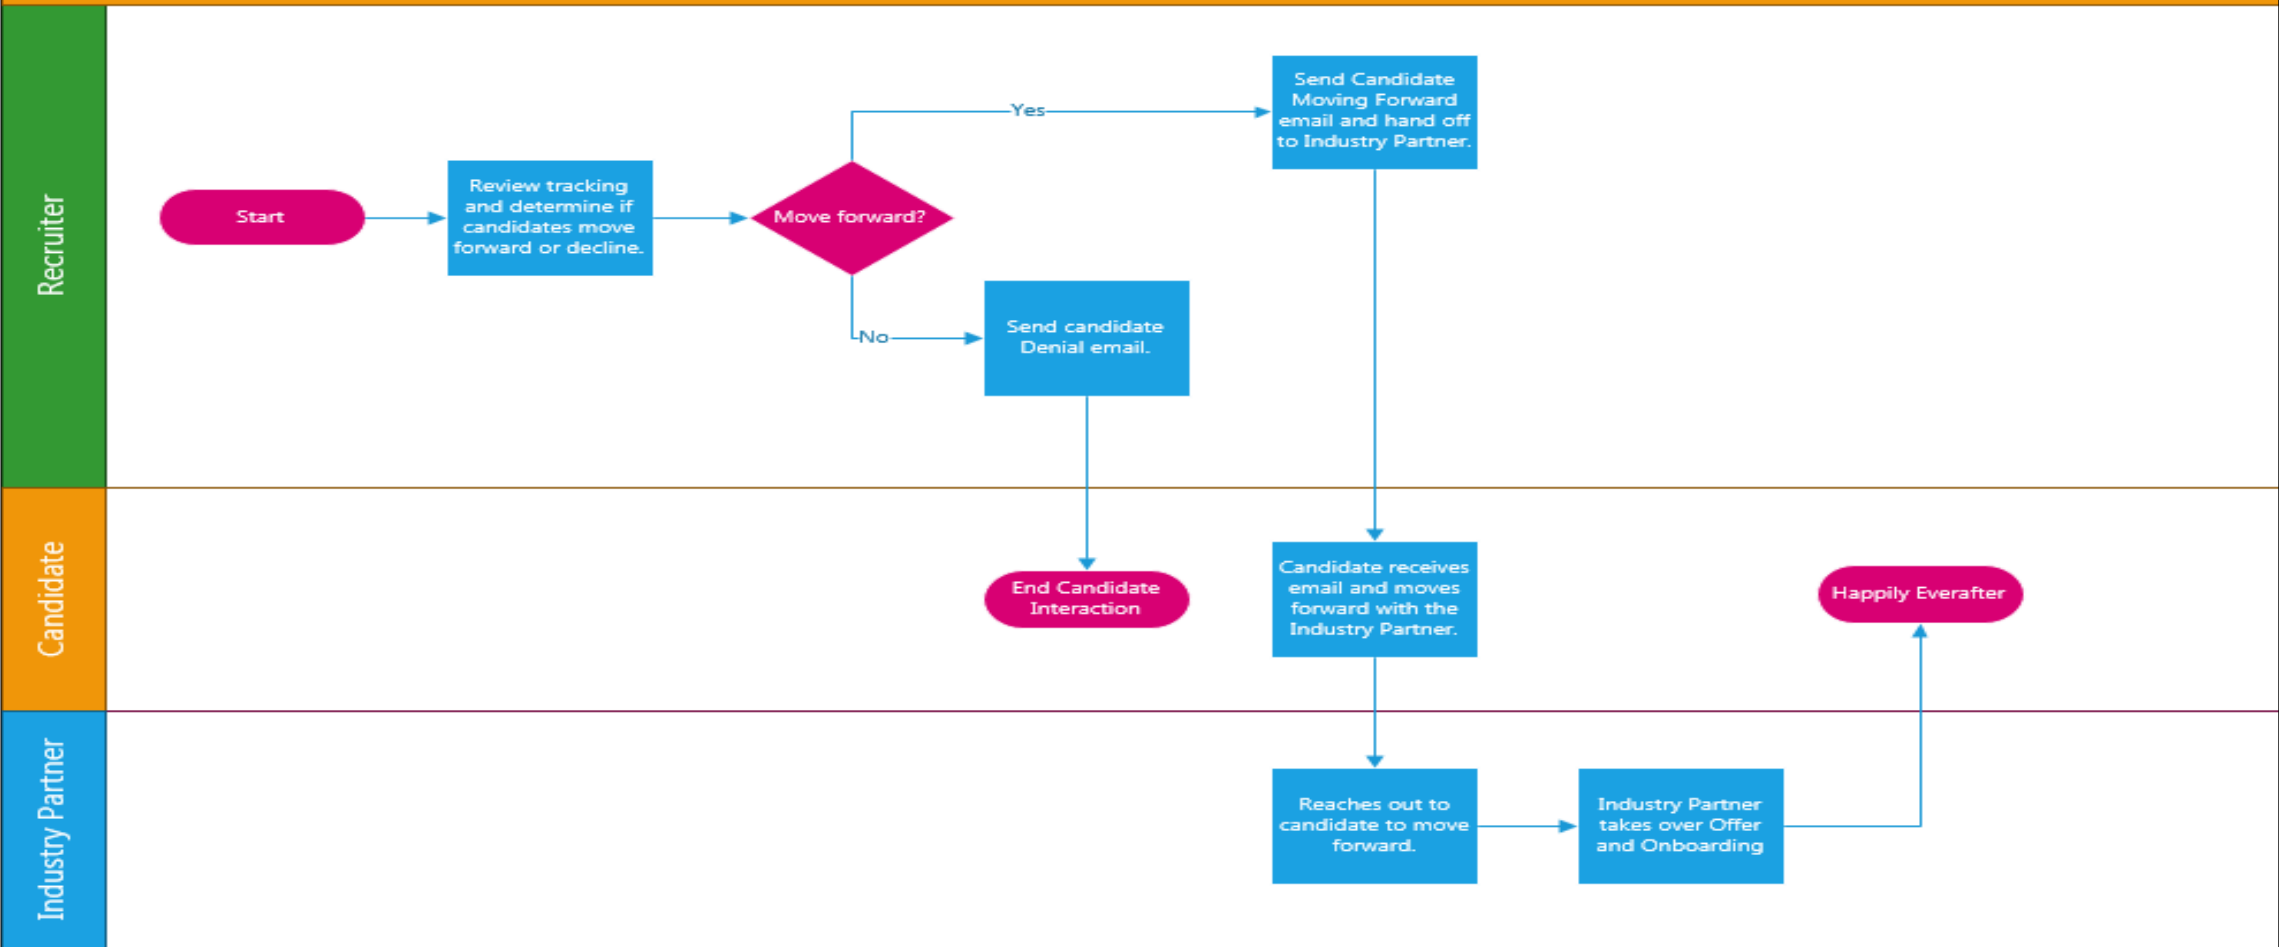 Recruiter
Start
Review tracking
and determine if
candidates move
forward or decline.
Move forward?
Yes
No
Send Candidate
Moving Forward
email and hand off
to Industry Partner.
Send candidate
Denial email.
Candidate
End Candidate
Interaction
Candidate receives
email and moves
forward with the
Industry Partner.
Happily Everafter
Industry Partner
Reaches out to
candidate to move
forward.
Industry Partner
takes over Offer
and Onboarding